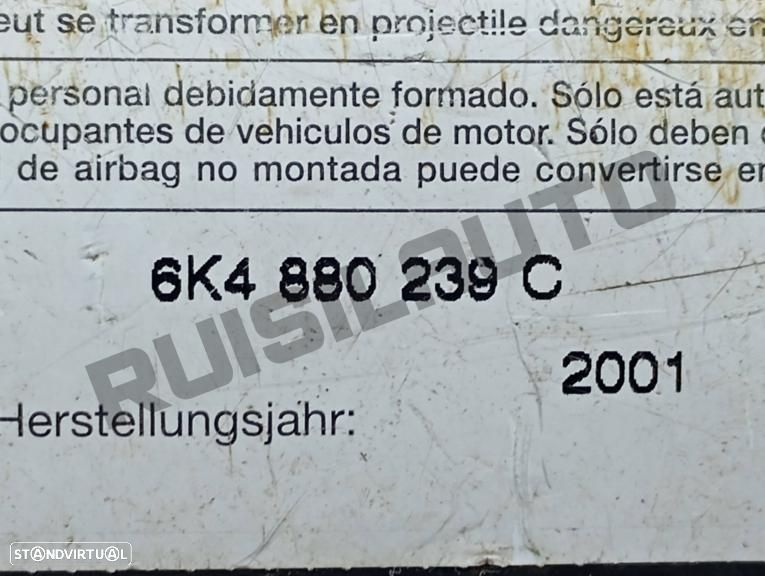 eut se transformer en projectile dangereux en
personal debidamente formado. Sólo está aut
ocupantes de vehiculos de motor. Sólo deben
de airbag no montada puede convertirse en
6K4 880 239 C
2001
Herstellungsjahr:
RUISILAUTO
STANDVIRTUAL